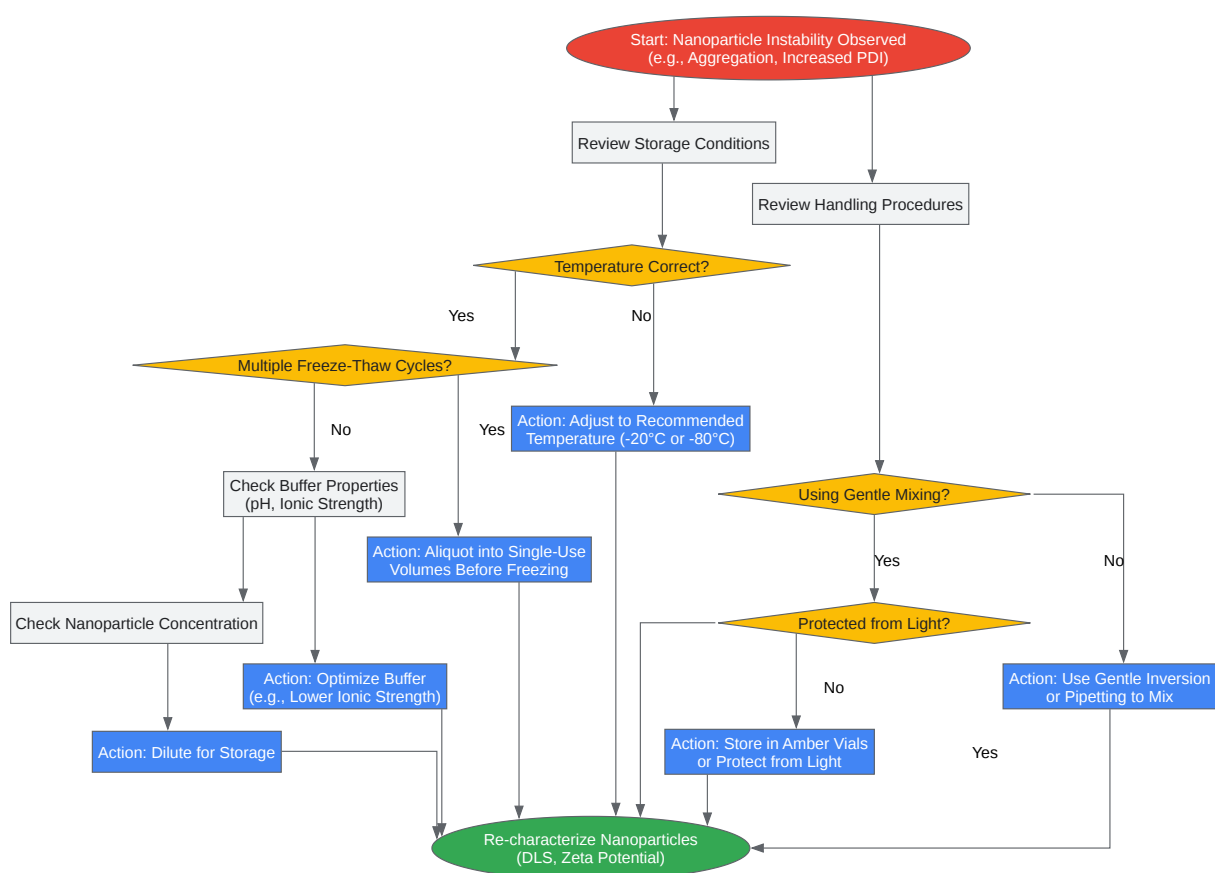 Start: Nanoparticle Instability Observed
(e.g., Aggregation, Increased PDI)
Review Storage Conditions
Review Handling Procedures
Temperature Correct?
Yes
No
Multiple Freeze-Thaw Cycles?
Action: Adjust to Recommended
Temperature (-20°C or -80°C)
No
Yes
Check Buffer Properties
(pH, Ionic Strength)
Using Gentle Mixing?
Action: Aliquot into Single-Use
Volumes Before Freezing
Yes
No
Check Nanoparticle Concentration
Protected from Light?
Action: Optimize Buffer
(e.g., Lower Ionic Strength)
No
Action: Use Gentle Inversion
or Pipetting to Mix
Action: Dilute for Storage
Action: Store in Amber Vials
or Protect from Light
Yes
Re-characterize Nanoparticles
(DLS, Zeta Potential)